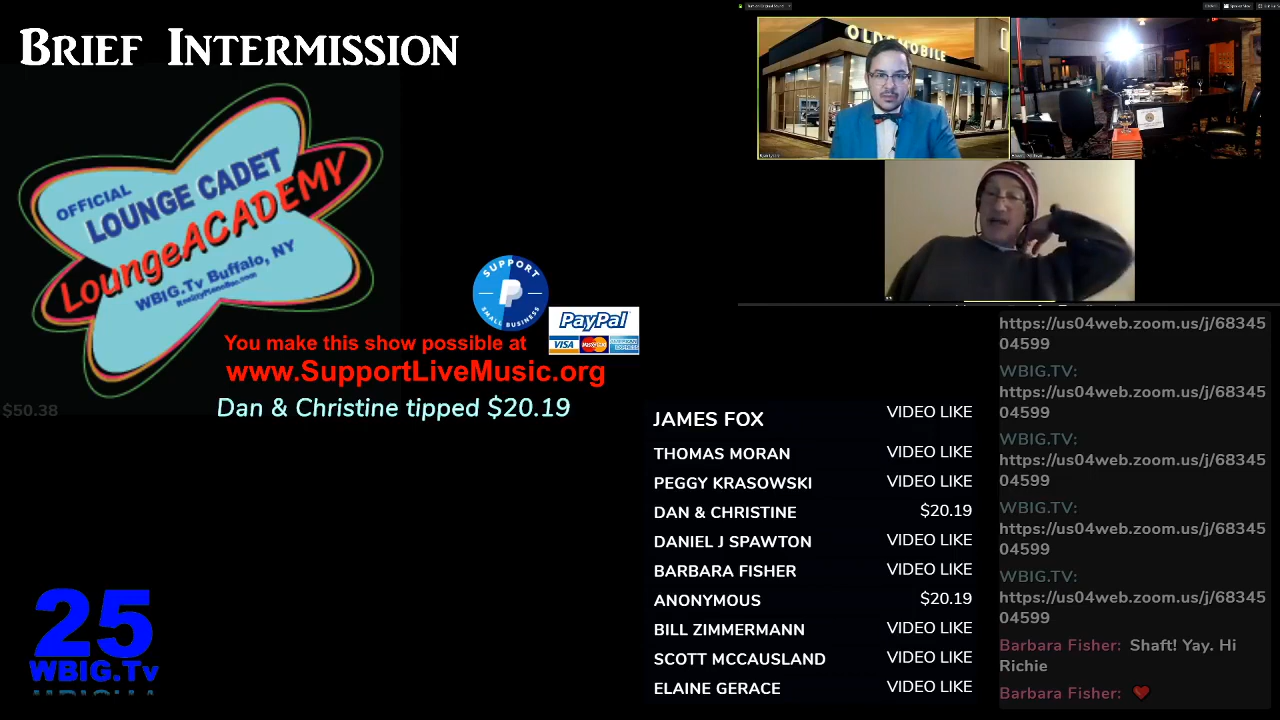 BRIEF INTERMISSION
OFFICIAL
LOUNGE CADET
LoungeACADEMY
WBIG.Tv Buffalo, NY
RealityPianoBar.com
SUPPORT
SMALL BUSINESS
PayPal
VISA
You make this show possible at
www.SupportLiveMusic.org
Dan & Christine tipped $20.19
$50.38
25
WBIG.Tv
OLDSMOBILE
JAMES FOX VIDEO LIKE
THOMAS MORAN VIDEO LIKE
PEGGY KRASOWSKI VIDEO LIKE
DAN & CHRISTINE $20.19
DANIEL J SPAWTON VIDEO LIKE
BARBARA FISHER VIDEO LIKE
ANONYMOUS $20.19
BILL ZIMMERMANN VIDEO LIKE
SCOTT MCCAUSLAND VIDEO LIKE
ELAINE GERACE VIDEO LIKE
https://us04web.zoom.us/j/68345
04599
WBIG.TV:
https://us04web.zoom.us/j/68345
04599
WBIG.TV:
https://us04web.zoom.us/j/68345
04599
WBIG.TV:
https://us04web.zoom.us/j/68345
04599
WBIG.TV:
https://us04web.zoom.us/j/68345
04599
Barbara Fisher: Shaft! Yay. Hi
Richie
Barbara Fisher: ❤